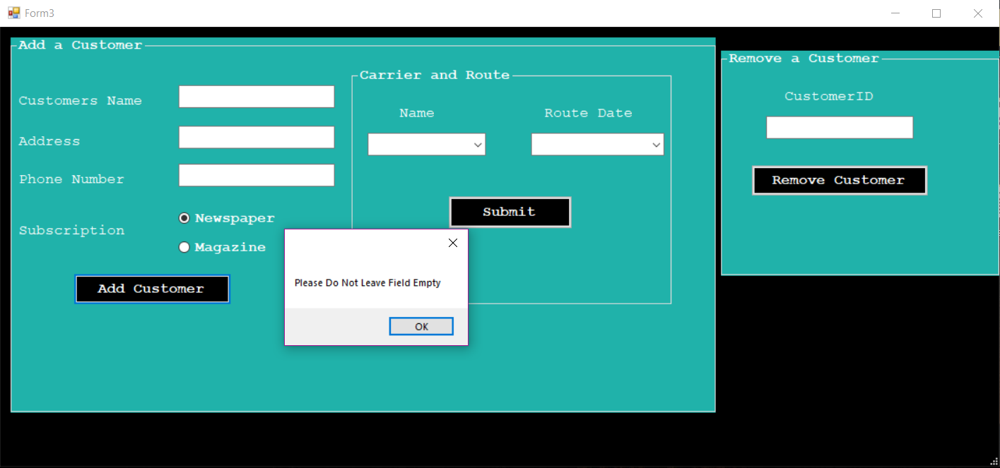 Form3
Add a Customer
Customers Name
Address
Phone Number
Subscription
Newspaper
Magazine
Add Customer
Carrier and Route
Name Route Date
Submit
Please Do Not Leave Field Empty
OK
Remove a Customer
CustomerID
Remove Customer